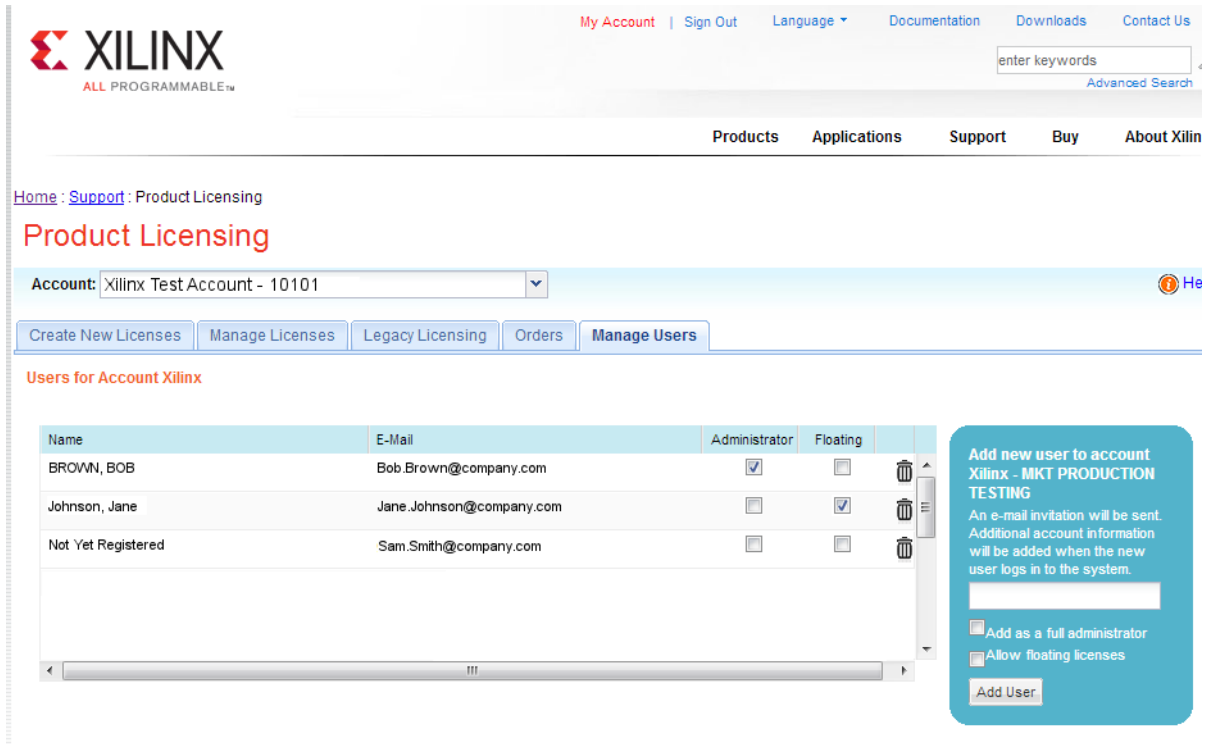 My Account | Sign Out Language Documentation Downloads Contact Us
XILINX
ALL PROGRAMMABLE™
enter keywords
Advanced Search
Products Applications Support Buy About Xilin
Home : Support : Product Licensing
Product Licensing
Account: Xilinx Test Account - 10101
He
Create New Licenses Manage Licenses Legacy Licensing Orders Manage Users
Users for Account Xilinx
Name E-Mail Administrator Floating
BROWN, BOB Bob.Brown@company.com
Johnson, Jane Jane.Johnson@company.com
Not Yet Registered Sam.Smith@company.com
Add new user to account
Xilinx - MKT PRODUCTION
TESTING
An e-mail invitation will be sent.
Additional account information
will be added when the new
user logs in to the system.
Add as a full administrator
Allow floating licenses
Add User